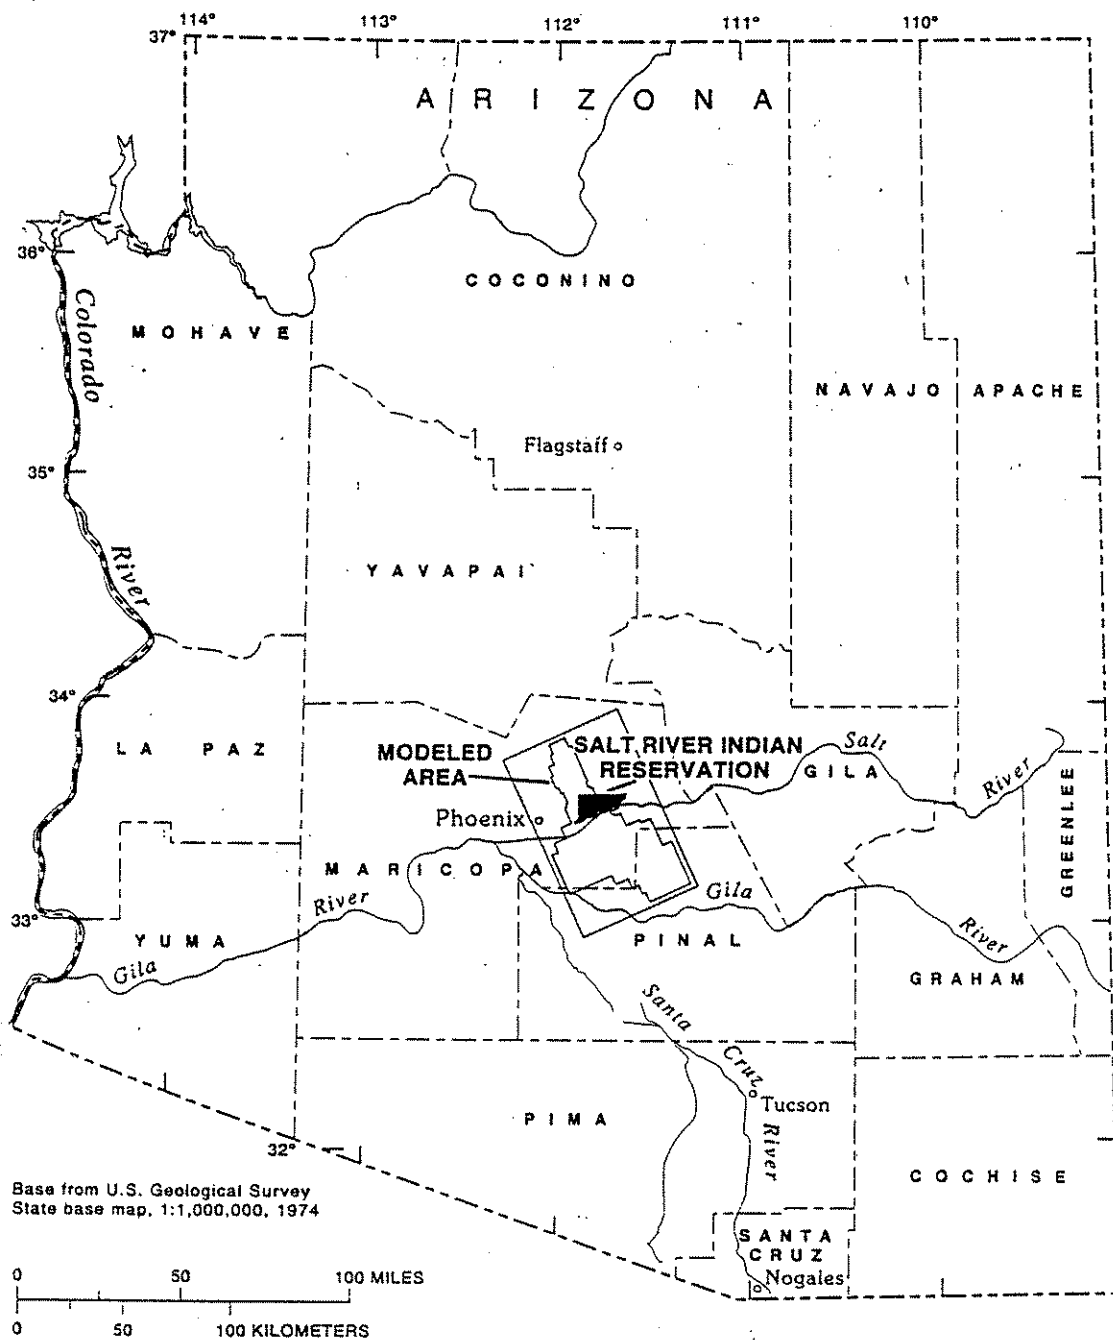 114° 113° 112° 111° 110°
37°
A R I Z O N A
36°
COCONINO
Colorado
MOHAVE
NAVAJO APACHE
Flagstaff
35°
River
YAVAPAI
34°
LA PAZ
MODELED
AREA
SALT RIVER INDIAN
RESERVATION
Salt
GILA
River
GREENLEE
Phoenix
MARICOPA
River
Gila
33°
YUMA
PINAL
River
Gila
GRAHAM
Santa
Cruz
Tucson
PIMA
River
32°
COCHISE
Base from U.S. Geological Survey
State base map, 1:1,000,000, 1974
SANTA
CRUZ
Nogales
0 50 100 MILES
0 50 100 KILOMETERS